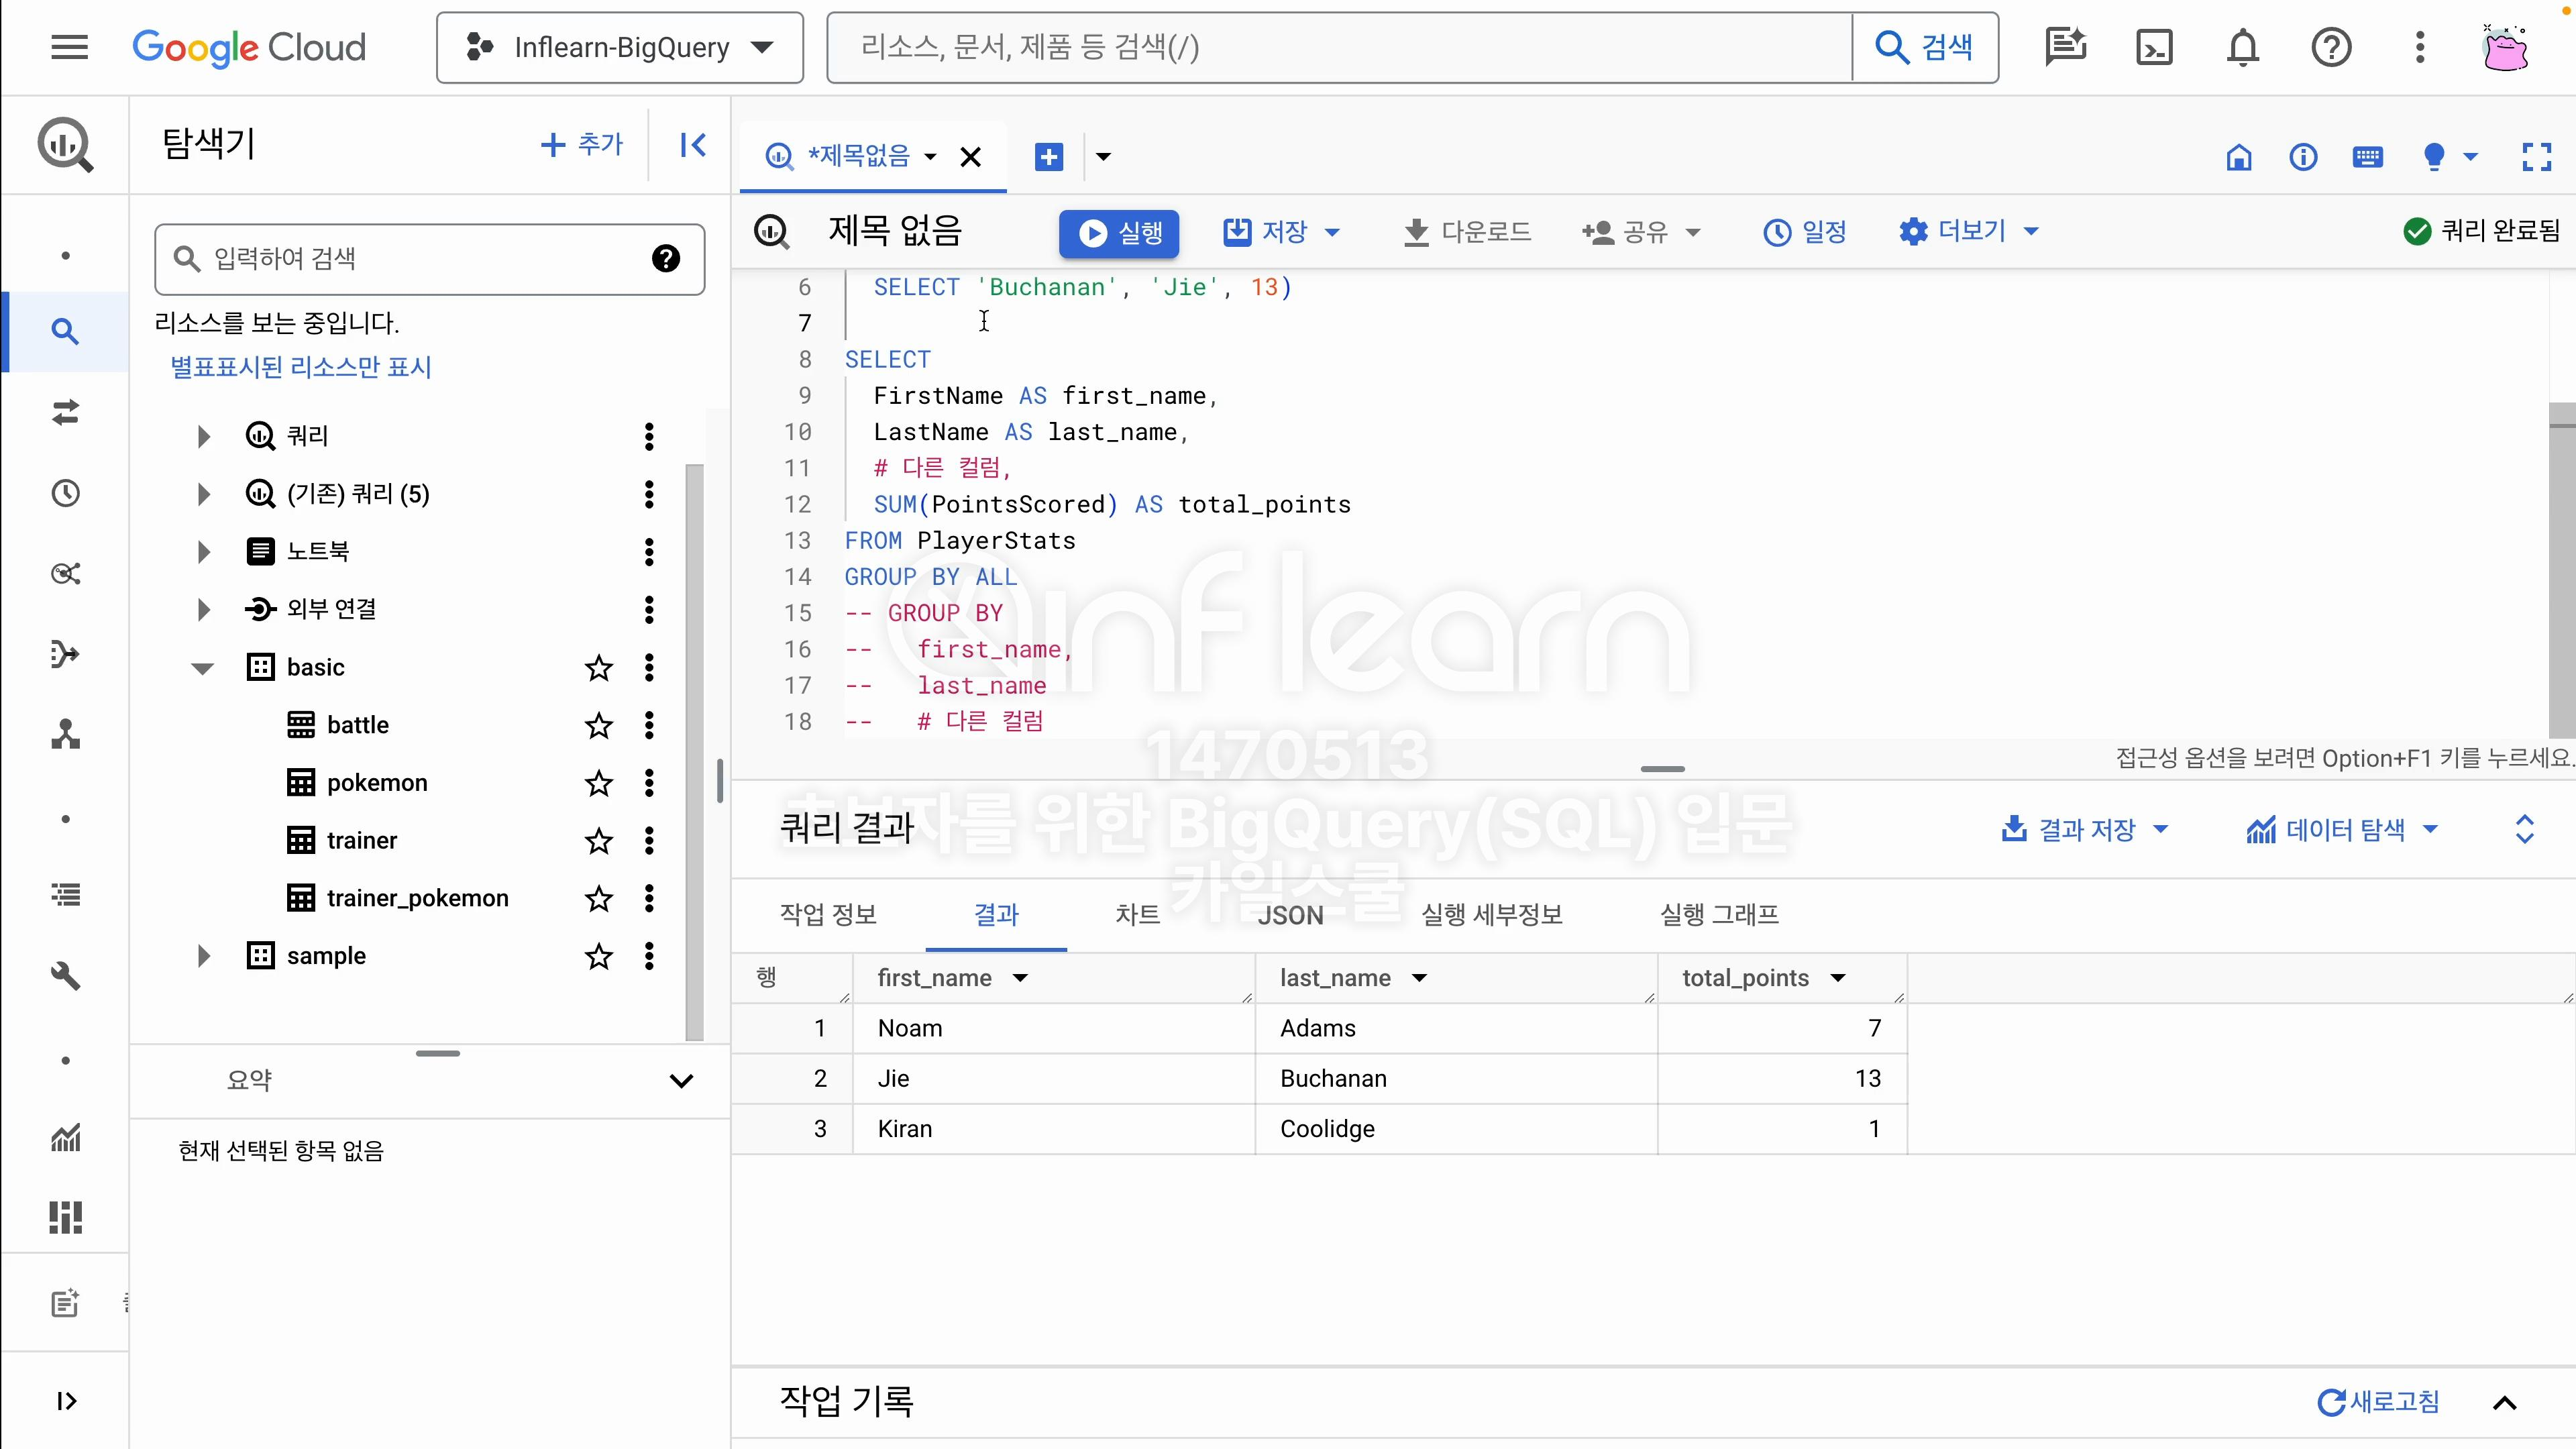 Google Cloud
Inflearn-BigQuery
리소스, 문서, 제품 등 검색(/)
검색
탐색기
추가
*제목없음
제목 없음
실행
저장
다운로드
공유
일정
더보기
쿼리 완료됨
입력하여 검색
리소스를 보는 중입니다.
별표표시된 리소스만 표시
쿼리
(기존) 쿼리 (5)
노트북
외부 연결
basic
battle
pokemon
trainer
trainer_pokemon
sample
요약
현재 선택된 항목 없음
6 SELECT 'Buchanan', 'Jie', 13)
7
8 SELECT
9 FirstName AS first_name,
10 LastName AS last_name,
11 # 다른 컬럼,
12 SUM(PointsScored) AS total_points
13 FROM PlayerStats
14 GROUP BY ALL
15 -- GROUP BY
16 -- first_name,
17 -- last_name
18 -- # 다른 컬럼
inflearn
1470513
초보자를 위한 BigQuery(SQL) 입문
카일스쿨
접근성 옵션을 보려면 Option+F1 키를 누르세요.
쿼리 결과
결과 저장
데이터 탐색
작업 정보 결과 차트 JSON 실행 세부정보 실행 그래프
행 first_name last_name total_points
1 Noam Adams 7
2 Jie Buchanan 13
3 Kiran Coolidge 1
작업 기록
새로고침